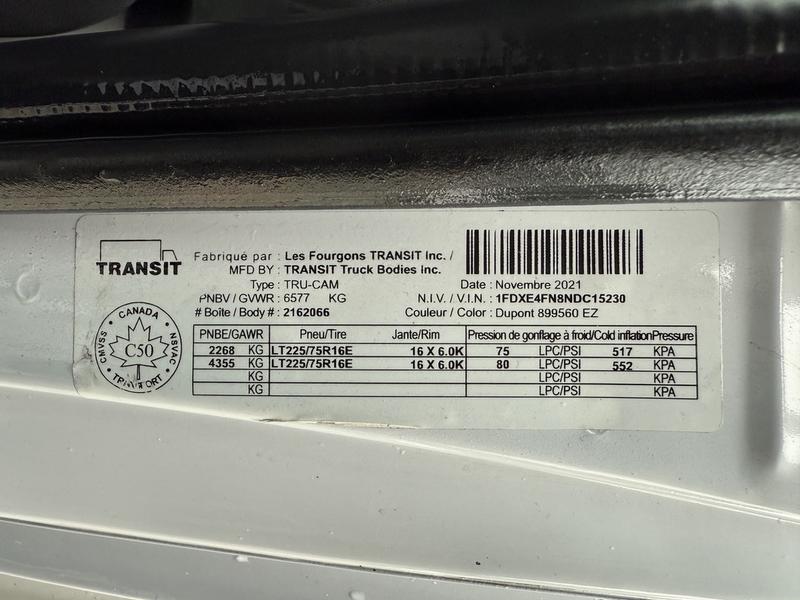 TRANSIT
Fabriqué par : Les Fourgons TRANSIT Inc. /
MFD BY : TRANSIT Truck Bodies inc.
Type : TRU-CAM
Date : Novembre 2021
PNBV / GVWR : 6577 KG
N.I.V. / V.I.N. : 1FDXE4FN8NDC15230
# Boîte / Body # : 2162066
Couleur / Color : Dupont 899560 EZ
CANADA
CMVSS
NSVAC
C50
TRANSPORT
PNBE/GAWR Pneu/Tire Jante/Rim Pression de gonflage à froid/Cold inflationPressure
2268 KG LT225/75R16E 16 X 6.0K 75 LPC/PSI 517 KPA
4355 KG LT225/75R16E 16 X 6.0K 80 LPC/PSI 552 KPA
KG LPC/PSI KPA
KG LPC/PSI KPA